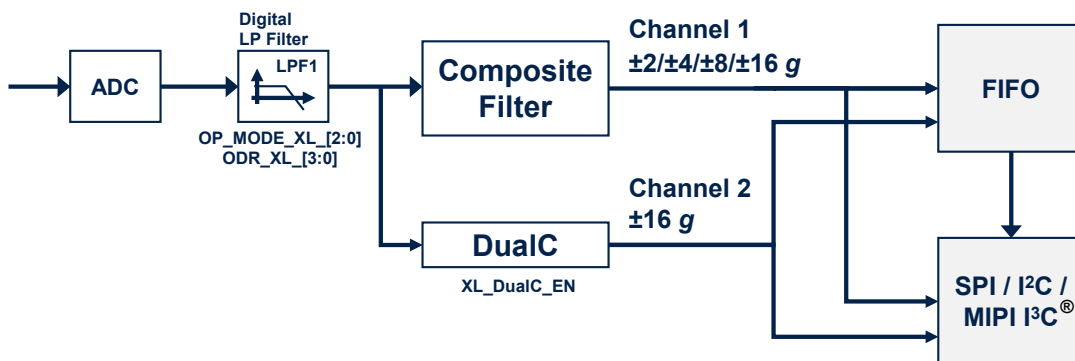 Digital
LP Filter
ADC
LPF1
OP_MODE_XL_[2:0]
ODR_XL_[3:0]
Composite
Filter
Channel 1
±2/±4/±8/±16 g
FIFO
Channel 2
±16 g
DualC
XL_DualC_EN
SPI / I²C /
MIPI I³C®